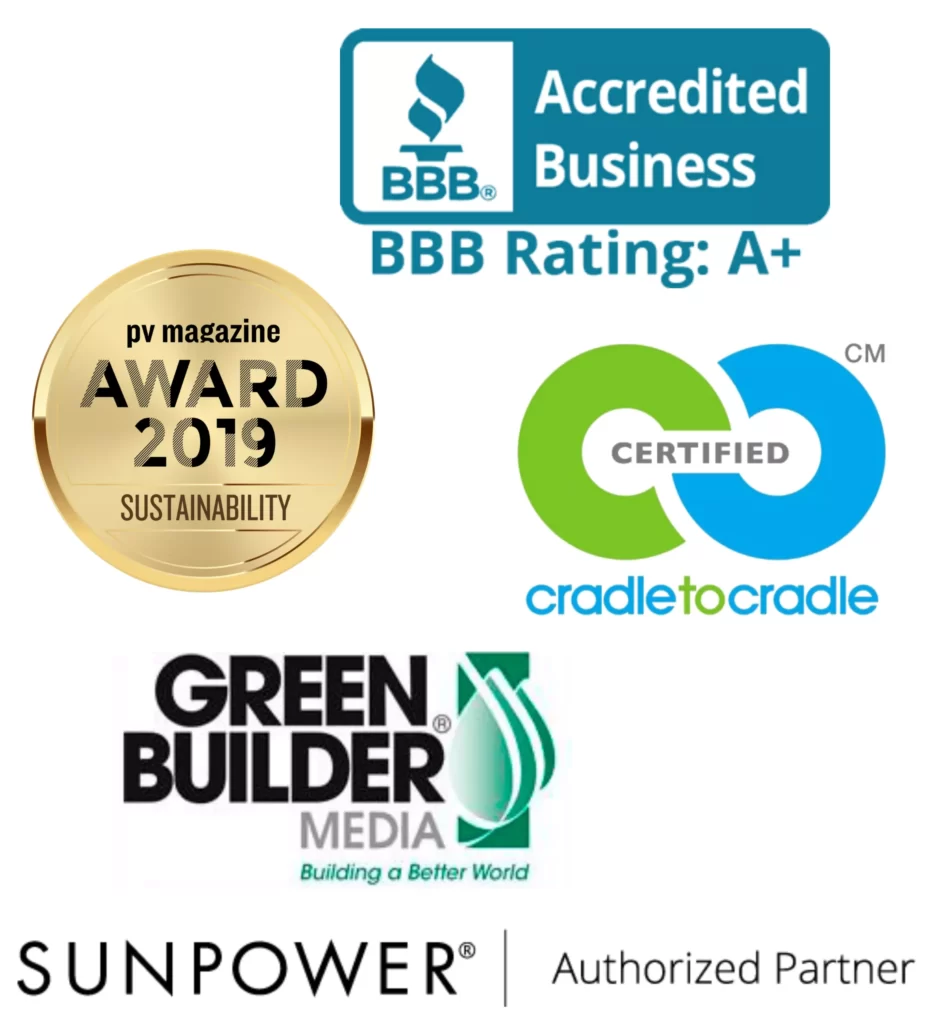 Accredited
Business
BBB®
BBB Rating: A+
pv magazine
AWARD
2019
SUSTAINABILITY
CM
CERTIFIED
cradletocradle
GREEN
BUILDER®
MEDIA
Building a Better World
SUNPOWER® | Authorized Partner